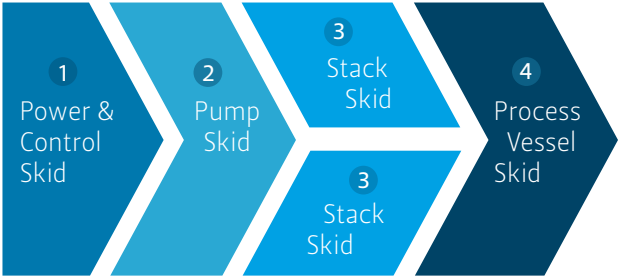 1
Power &
Control
Skid
2
Pump
Skid
3
Stack
Skid
3
Stack
Skid
4
Process
Vessel
Skid